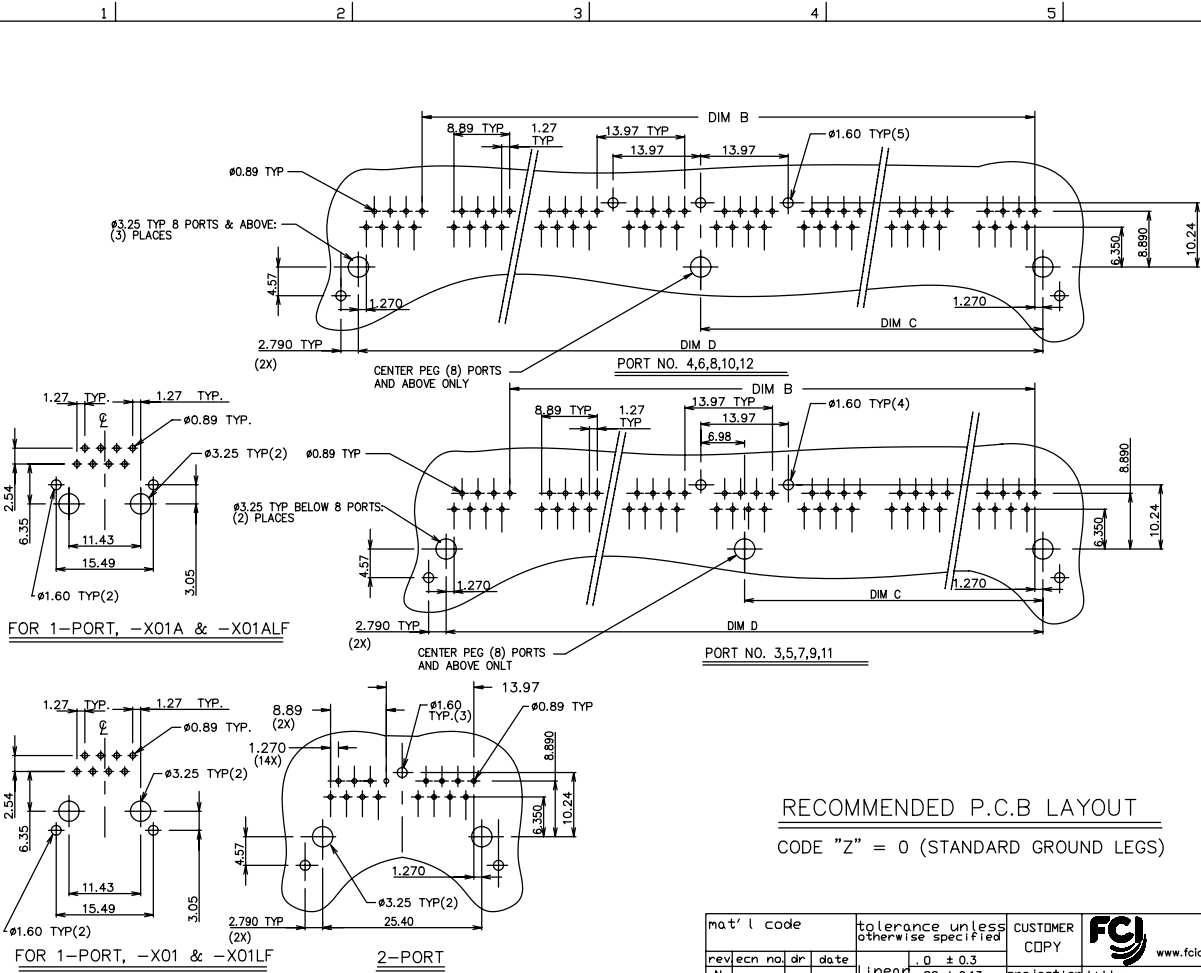 1 2 3 4 5
DIM B
8.89 TYP
1.27
TYP
13.97 TYP
13.97
13.97
ø1.60 TYP(5)
ø0.89 TYP
ø3.25 TYP 8 PORTS & ABOVE:
(3) PLACES
4.57
1.270
6.350
8.890
10.24
1.270
DIM C
2.790 TYP
(2X)
DIM D
CENTER PEG (8) PORTS
AND ABOVE ONLY
PORT NO. 4,6,8,10,12
DIM B
8.89 TYP
1.27
TYP
13.97 TYP
13.97
6.98
ø1.60 TYP(4)
ø0.89 TYP
ø3.25 TYP BELOW 8 PORTS:
(2) PLACES
4.57
1.270
8.890
6.350
10.24
1.270
DIM C
2.790 TYP
(2X)
DIM D
CENTER PEG (8) PORTS
AND ABOVE ONLT
PORT NO. 3,5,7,9,11
1.27 TYP.
1.27 TYP.
ø0.89 TYP.
ø3.25 TYP(2)
2.54
6.35
11.43
15.49
3.05
ø1.60 TYP(2)
FOR 1-PORT, -X01A & -X01ALF
1.27 TYP.
1.27 TYP.
ø0.89 TYP.
ø3.25 TYP(2)
2.54
6.35
11.43
15.49
3.05
ø1.60 TYP(2)
FOR 1-PORT, -X01 & -X01LF
13.97
8.89
(2X)
ø1.60
TYP.(3)
ø0.89 TYP
1.270
(14X)
8.890
6.350
10.24
4.57
1.270
ø3.25 TYP(2)
2.790 TYP
(2X)
25.40
2-PORT
RECOMMENDED P.C.B LAYOUT
CODE "Z" = 0 (STANDARD GROUND LEGS)
mat'l code
tolerance unless
otherwise specified
CUSTOMER
COPY
FCI
www.fcic
rev ecn no. dr date
.0 ± 0.3